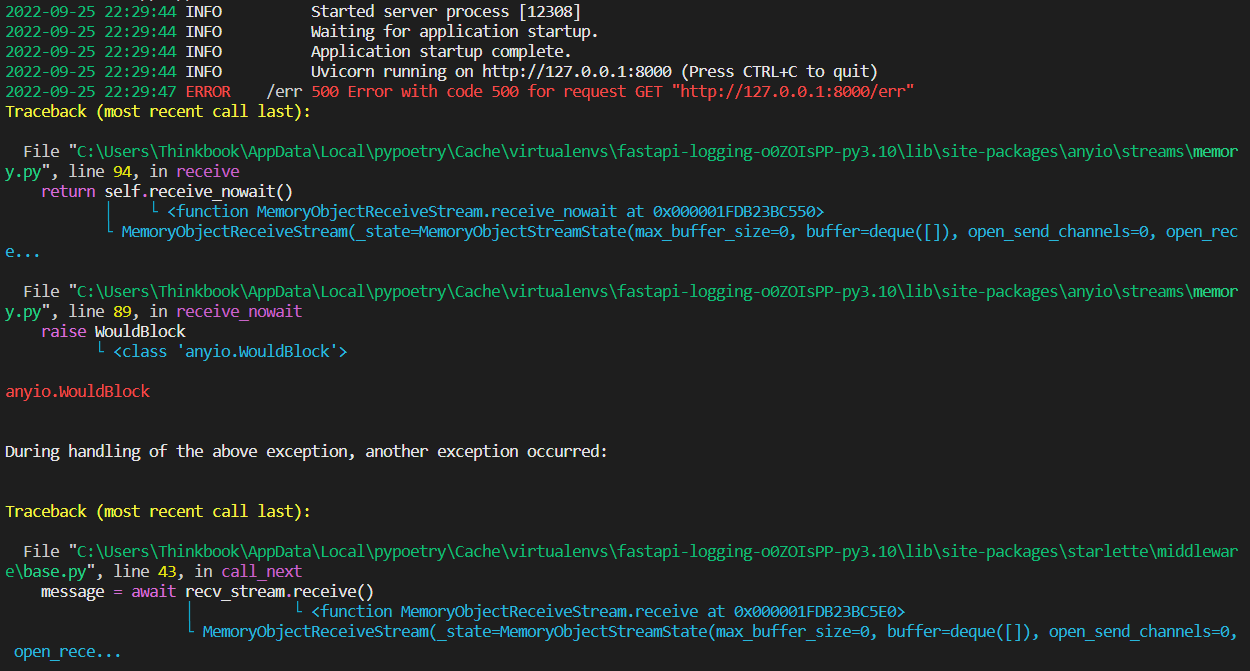 2022-09-25 22:29:44 INFO Started server process [12308]
2022-09-25 22:29:44 INFO Waiting for application startup.
2022-09-25 22:29:44 INFO Application startup complete.
2022-09-25 22:29:44 INFO Uvicorn running on http://127.0.0.1:8000 (Press CTRL+C to quit)
2022-09-25 22:29:47 ERROR /err 500 Error with code 500 for request GET "http://127.0.0.1:8000/err"
Traceback (most recent call last):
File "C:\Users\Thinkbook\AppData\Local\pypoetry\Cache\virtualenvs\fastapi-logging-o0ZOIsPP-py3.10\lib\site-packages\anyio\streams\memor
y.py", line 94, in receive
return self.receive_nowait()
│    └ <function MemoryObjectReceiveStream.receive_nowait at 0x000001FDB23BC550>
└ MemoryObjectReceiveStream(_state=MemoryObjectStreamState(max_buffer_size=0, buffer=deque([]), open_send_channels=0, open_rec
e...
File "C:\Users\Thinkbook\AppData\Local\pypoetry\Cache\virtualenvs\fastapi-logging-o0ZOIsPP-py3.10\lib\site-packages\anyio\streams\memor
y.py", line 89, in receive_nowait
raise WouldBlock
└ <class 'anyio.WouldBlock'>
anyio.WouldBlock
During handling of the above exception, another exception occurred:
Traceback (most recent call last):
File "C:\Users\Thinkbook\AppData\Local\pypoetry\Cache\virtualenvs\fastapi-logging-o0ZOIsPP-py3.10\lib\site-packages\starlette\middlewar
e\base.py", line 43, in call_next
message = await recv_stream.receive()
│           └ <function MemoryObjectReceiveStream.receive at 0x000001FDB23BC5E0>
└ MemoryObjectReceiveStream(_state=MemoryObjectStreamState(max_buffer_size=0, buffer=deque([]), open_send_channels=0,
open_rece...